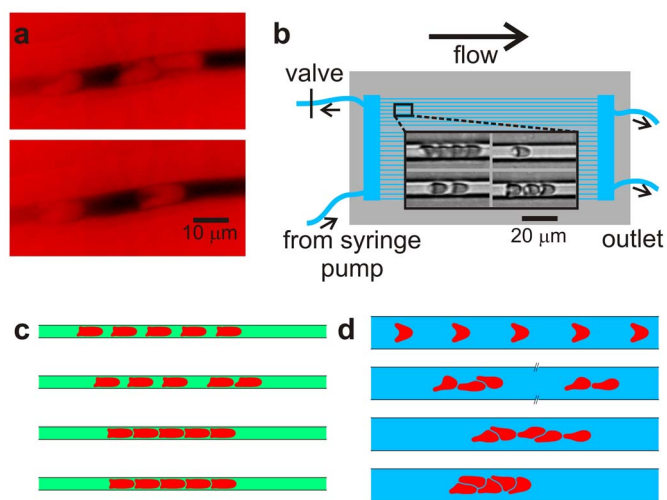 a
10 μm
b
flow
valve
from syringe
pump
20 μm
outlet
c
d